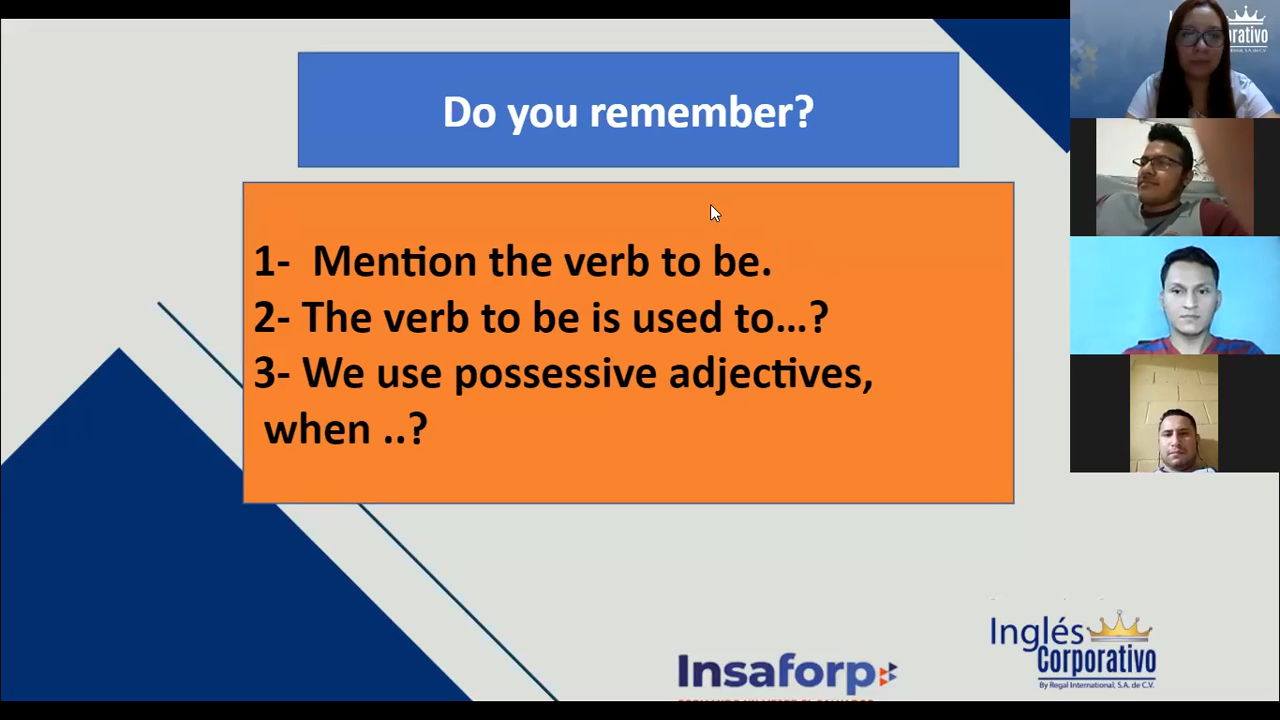 Do you remember?
1- Mention the verb to be.
2- The verb to be is used to...?
3- We use possessive adjectives,
when ..?
Insaforp
Inglés
Corporativo
By Regal International, S.A. de C.V.